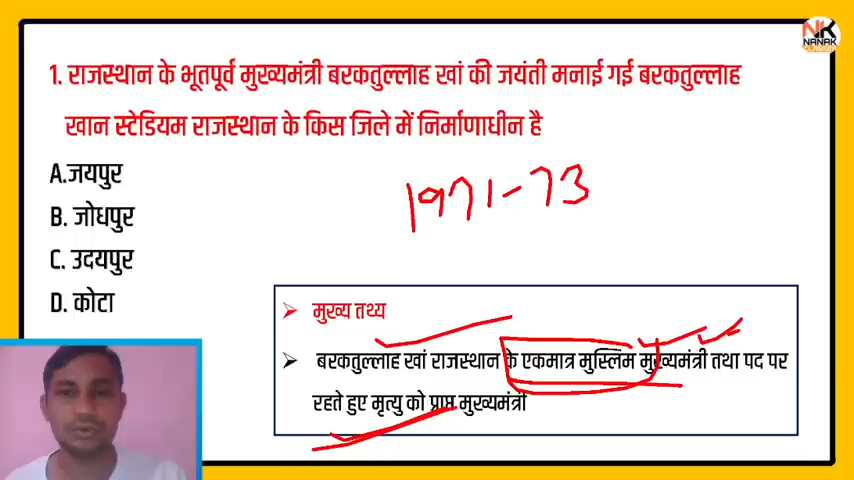 NK
NANAK
1. राजस्थान के भूतपूर्व मुख्यमंत्री बरकतुल्लाह खां की जयंती मनाई गई बरकतुल्लाह
खान स्टेडियम राजस्थान के किस जिले में निर्माणाधीन है
A.जयपुर
1971-73
B. जोधपुर
C. उदयपुर
D. कोटा
मुख्य तथ्य
बरकतुल्लाह खां राजस्थान के एकमात्र मुस्लिम मुख्यमंत्री तथा पद पर
रहते हुए मृत्यु को प्राप्त मुख्यमंत्री